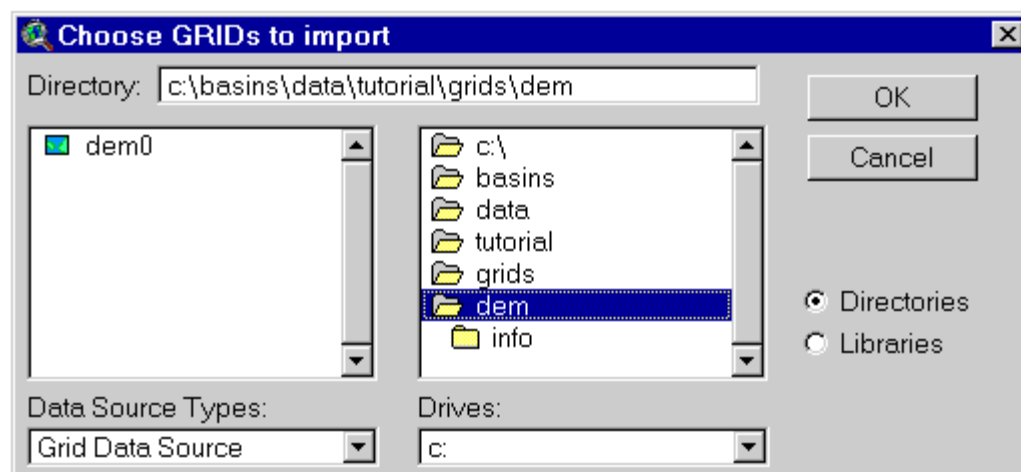 Choose GRIDs to import
Directory: c:\basins\data\tutorial\grids\dem
OK
Cancel
dem0
c:\
basins
data
tutorial
grids
dem
info
Directories
Libraries
Data Source Types:
Grid Data Source
Drives:
c: